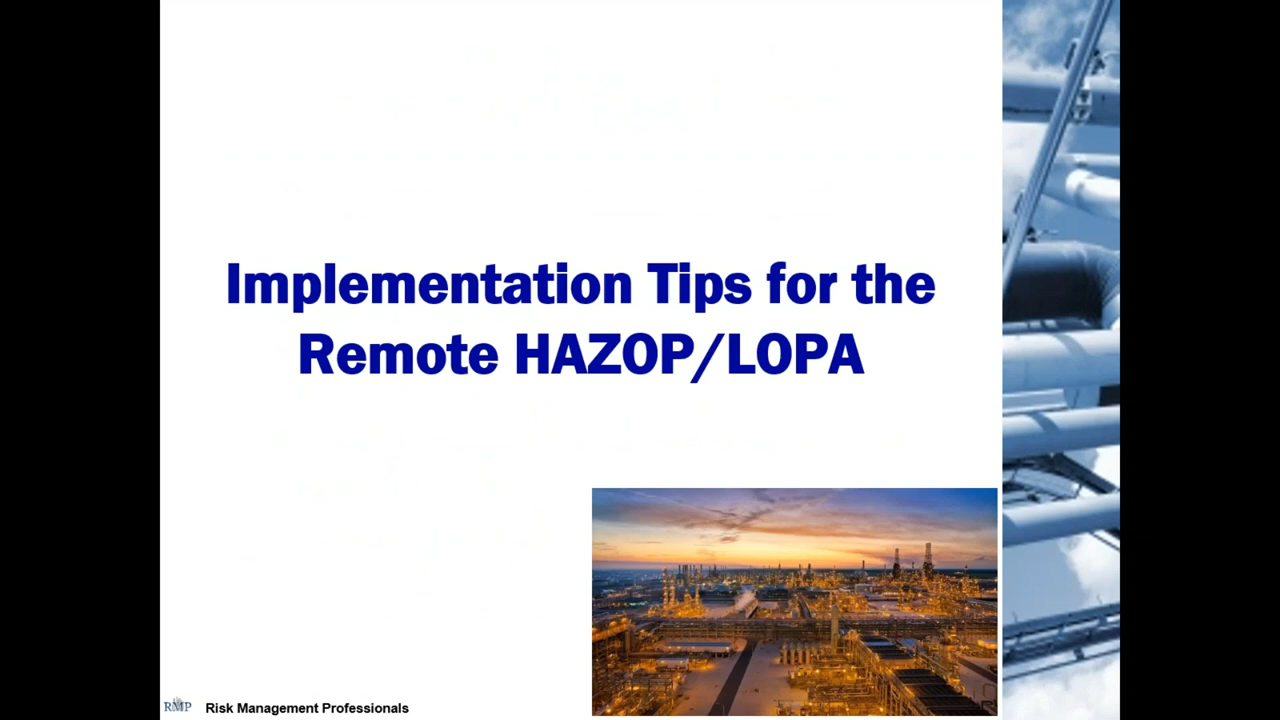 Implementation Tips for the
Remote HAZOP/LOPA
RMP Risk Management Professionals